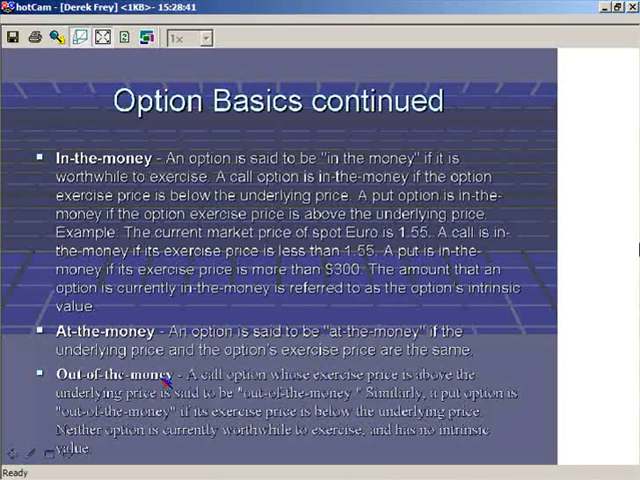 hotCam - [Derek Frey] <1KB>- 15:28:41
1x
Option Basics continued
In-the-money - An option is said to be "in the money" if it is
worthwhile to exercise. A call option is in-the-money if the option
exercise price is below the underlying price. A put option is in-the-
money if the option exercise price is above the underlying price.
Example: The current market price of spot Euro is 1.55. A call is in-
the-money if its exercise price is less than 1.55. A put is in-the-
money if its exercise price is more than $300. The amount that an
option is currently in-the-money is referred to as the option's intrinsic
value.
At-the-money - An option is said to be "at-the-money" if the
underlying price and the option's exercise price are the same.
Out-of-the-money - A call option whose exercise price is above the
underlying price is said to be "out-of-the-money " Similarly, a put option is
"out-of-the-money" if its exercise price is below the underlying price.
Neither option is currently worthwhile to exercise, and has no intrinsic
value.
Ready